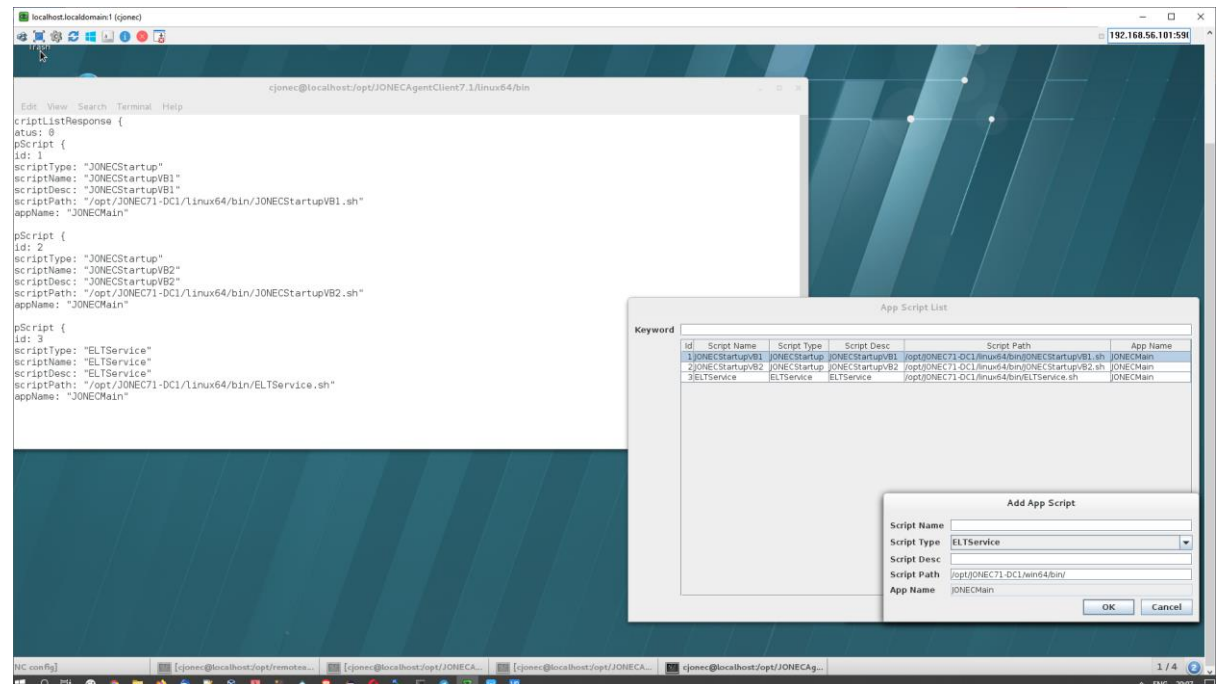 localhost.localdomain:1 (cjonec)
192.168.56.101:590
Trash
cjonec@localhost:/opt/JONECAgentClient7.1/linux64/bin
Edit View Search Terminal Help
criptListResponse {
atus: 0
pScript {
id: 1
scriptType: "JONECStartup"
scriptName: "JONECStartupVB1"
scriptDesc: "JONECStartupVB1"
scriptPath: "/opt/JONEC71-DC1/linux64/bin/JONECStartupVB1.sh"
appName: "JONECMain"
pScript {
id: 2
scriptType: "JONECStartup"
scriptName: "JONECStartupVB2"
scriptDesc: "JONECStartupVB2"
scriptPath: "/opt/JONEC71-DC1/linux64/bin/JONECStartupVB2.sh"
appName: "JONECMain"
pScript {
id: 3
scriptType: "ELTService"
scriptName: "ELTService"
scriptDesc: "ELTService"
scriptPath: "/opt/JONEC71-DC1/linux64/bin/ELTService.sh"
appName: "JONECMain"
App Script List
Keyword
Id Script Name Script Type Script Desc Script Path App Name
1 JONECStartupVB1 JONECStartup JONECStartupVB1 /opt/JONEC71-DC1/linux64/bin/JONECStartupVB1.sh JONECMain
2 JONECStartupVB2 JONECStartup JONECStartupVB2 /opt/JONEC71-DC1/linux64/bin/JONECStartupVB2.sh JONECMain
3 ELTService ELTService ELTService /opt/JONEC71-DC1/linux64/bin/ELTService.sh JONECMain
Add App Script
Script Name
Script Type ELTService
Script Desc
Script Path /opt/JONEC71-DC1/win64/bin/
App Name JONECMain
OK Cancel
NC config] [cjonec@localhost:/opt/remotea... [cjonec@localhost:/opt/JONECA... [cjonec@localhost:/opt/JONECA... cjonec@localhost:/opt/JONECAg... 1 / 4 2